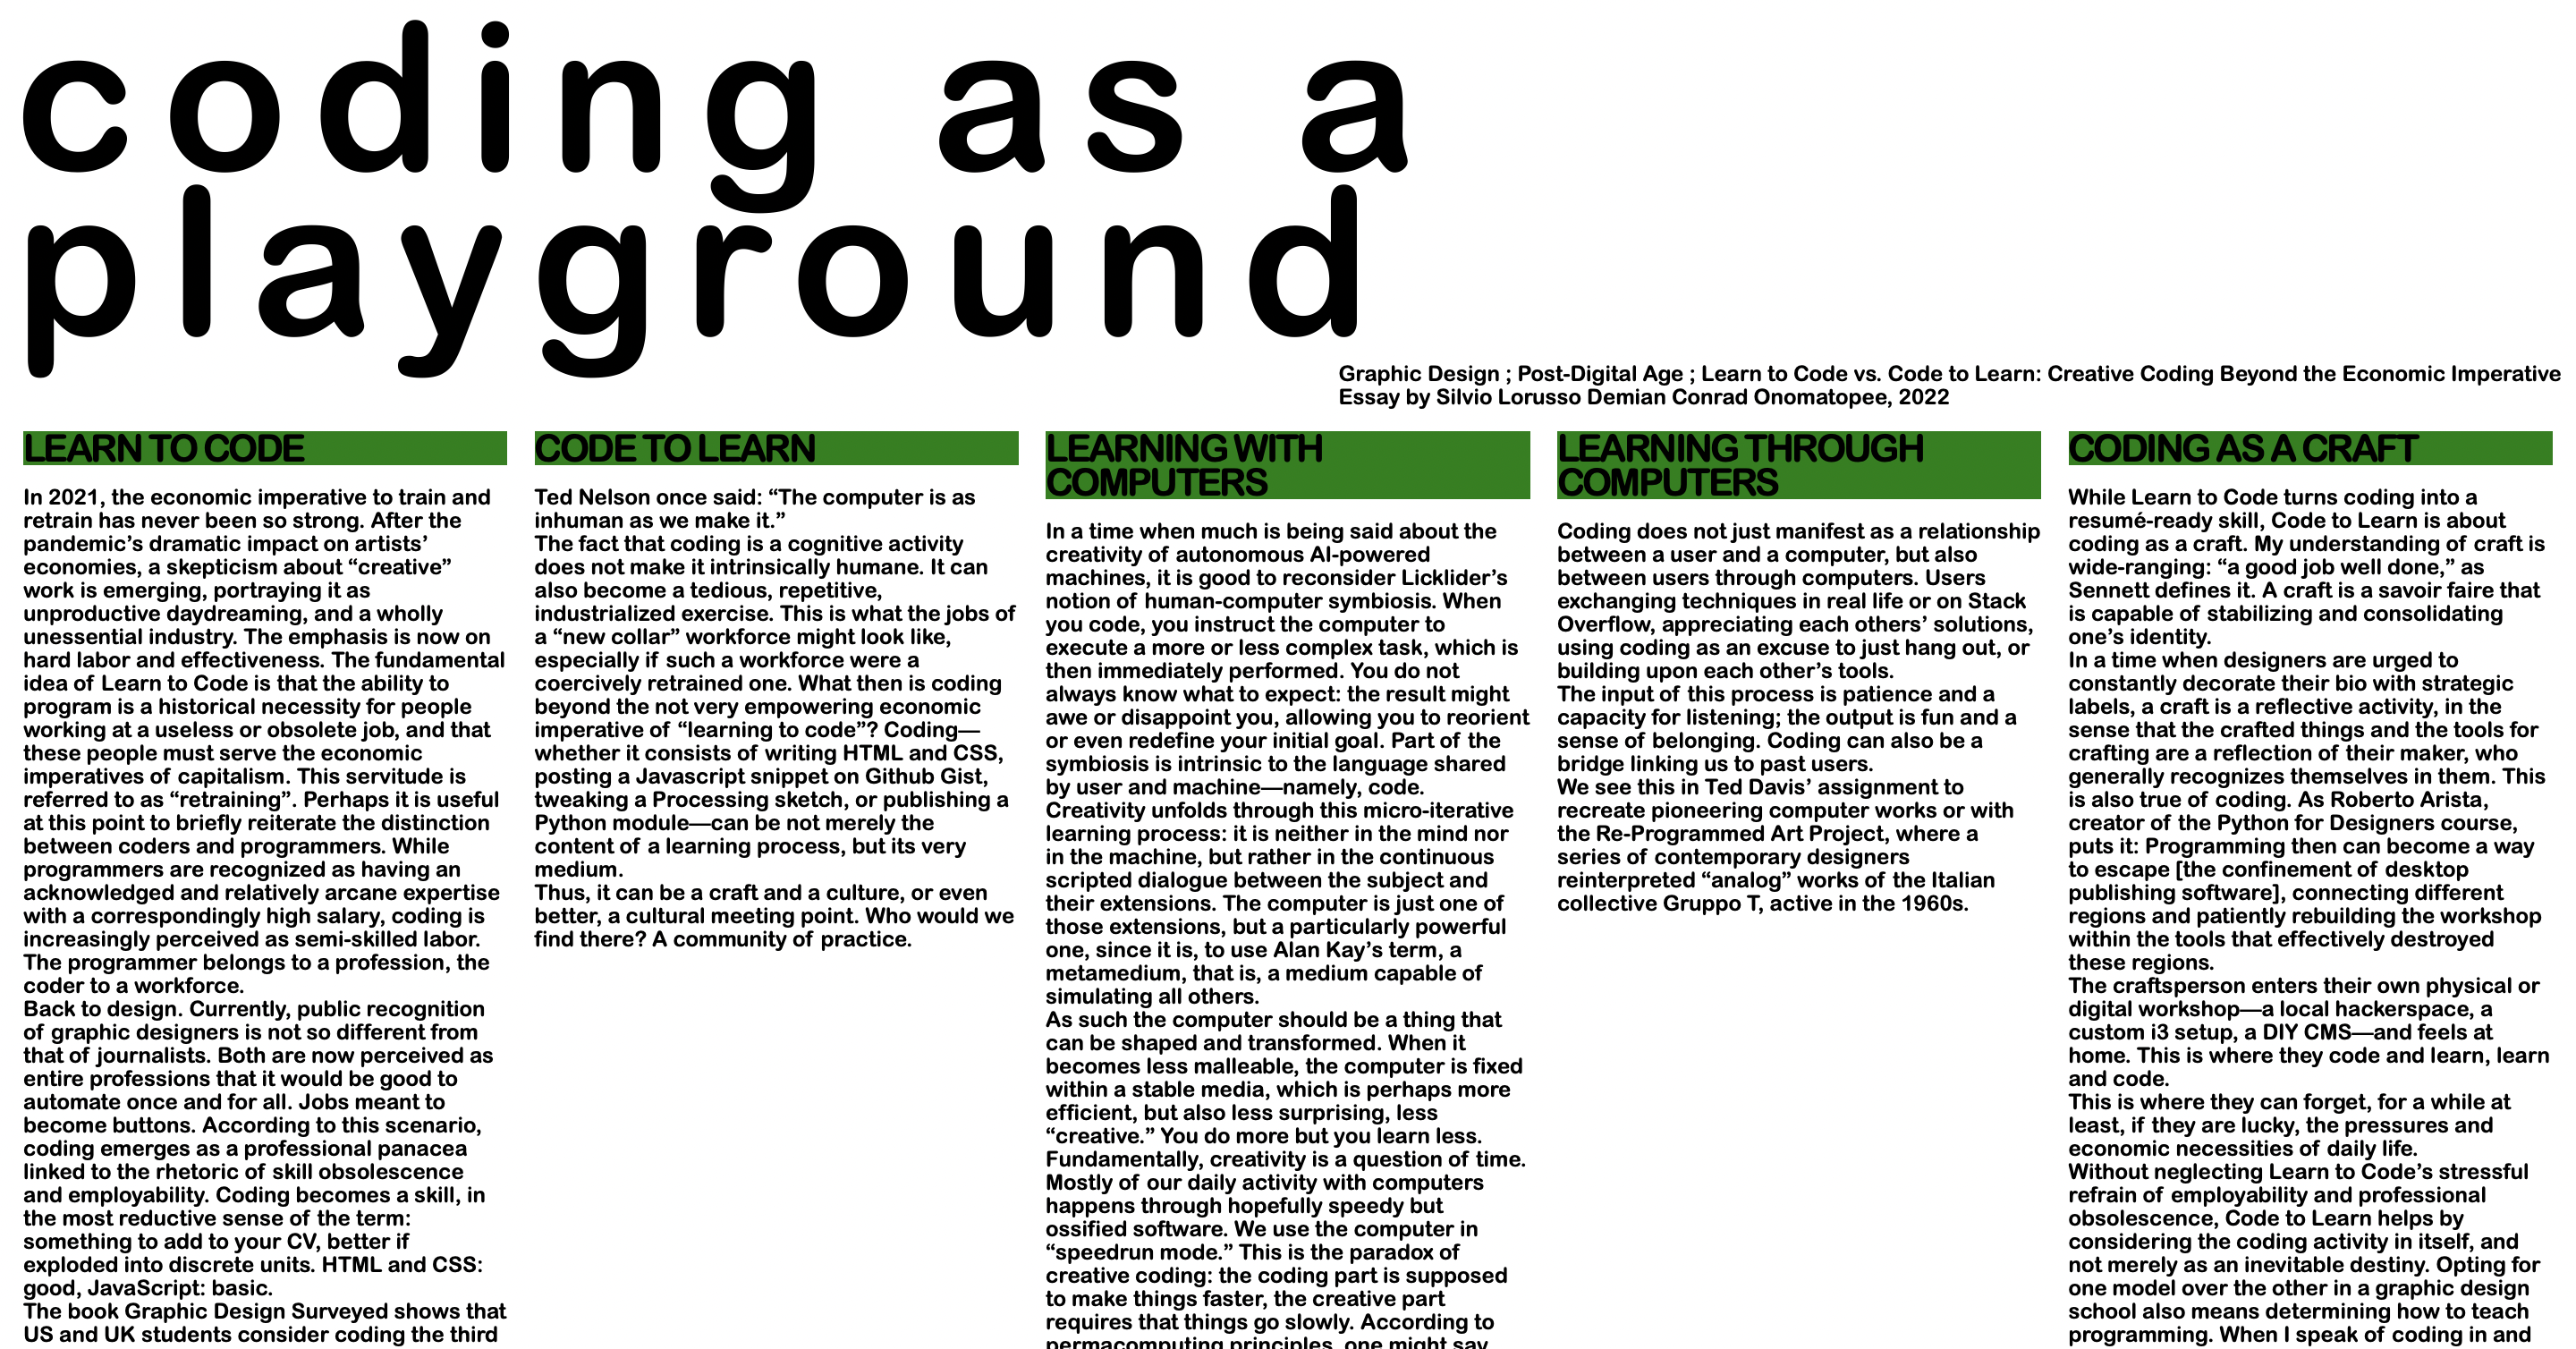 coding as a
playground
Graphic Design ; Post-Digital Age ; Learn to Code vs. Code to Learn: Creative Coding Beyond the Economic Imperative
Essay by Silvio Lorusso Demian Conrad Onomatopee, 2022
LEARN TO CODE
In 2021, the economic imperative to train and
retrain has never been so strong. After the
pandemic’s dramatic impact on artists’
economies, a skepticism about “creative”
work is emerging, portraying it as
unproductive daydreaming, and a wholly
unessential industry. The emphasis is now on
hard labor and effectiveness. The fundamental
idea of Learn to Code is that the ability to
program is a historical necessity for people
working at a useless or obsolete job, and that
these people must serve the economic
imperatives of capitalism. This servitude is
referred to as “retraining”. Perhaps it is useful
at this point to briefly reiterate the distinction
between coders and programmers. While
programmers are recognized as having an
acknowledged and relatively arcane expertise
with a correspondingly high salary, coding is
increasingly perceived as semi-skilled labor.
The programmer belongs to a profession, the
coder to a workforce.
Back to design. Currently, public recognition
of graphic designers is not so different from
that of journalists. Both are now perceived as
entire professions that it would be good to
automate once and for all. Jobs meant to
become buttons. According to this scenario,
coding emerges as a professional panacea
linked to the rhetoric of skill obsolescence
and employability. Coding becomes a skill, in
the most reductive sense of the term:
something to add to your CV, better if
exploded into discrete units. HTML and CSS:
good, JavaScript: basic.
The book Graphic Design Surveyed shows that
US and UK students consider coding the third
CODE TO LEARN
Ted Nelson once said: “The computer is as
inhuman as we make it.”
The fact that coding is a cognitive activity
does not make it intrinsically humane. It can
also become a tedious, repetitive,
industrialized exercise. This is what the jobs of
a “new collar” workforce might look like,
especially if such a workforce were a
coercively retrained one. What then is coding
beyond the not very empowering economic
imperative of “learning to code”? Coding—
whether it consists of writing HTML and CSS,
posting a Javascript snippet on Github Gist,
tweaking a Processing sketch, or publishing a
Python module—can be not merely the
content of a learning process, but its very
medium.
Thus, it can be a craft and a culture, or even
better, a cultural meeting point. Who would we
find there? A community of practice.
LEARNING WITH
COMPUTERS
In a time when much is being said about the
creativity of autonomous AI-powered
machines, it is good to reconsider Licklider’s
notion of human-computer symbiosis. When
you code, you instruct the computer to
execute a more or less complex task, which is
then immediately performed. You do not
always know what to expect: the result might
awe or disappoint you, allowing you to reorient
or even redefine your initial goal. Part of the
symbiosis is intrinsic to the language shared
by user and machine—namely, code.
Creativity unfolds through this micro-iterative
learning process: it is neither in the mind nor
in the machine, but rather in the continuous
scripted dialogue between the subject and
their extensions. The computer is just one of
those extensions, but a particularly powerful
one, since it is, to use Alan Kay’s term, a
metamedium, that is, a medium capable of
simulating all others.
As such the computer should be a thing that
can be shaped and transformed. When it
becomes less malleable, the computer is fixed
within a stable media, which is perhaps more
efficient, but also less surprising, less
“creative.” You do more but you learn less.
Fundamentally, creativity is a question of time.
Mostly of our daily activity with computers
happens through hopefully speedy but
ossified software. We use the computer in
“speedrun mode.” This is the paradox of
creative coding: the coding part is supposed
to make things faster, the creative part
requires that things go slowly. According to
permacomputing principles, one might say
LEARNING THROUGH
COMPUTERS
Coding does not just manifest as a relationship
between a user and a computer, but also
between users through computers. Users
exchanging techniques in real life or on Stack
Overflow, appreciating each others’ solutions,
using coding as an excuse to just hang out, or
building upon each other’s tools.
The input of this process is patience and a
capacity for listening; the output is fun and a
sense of belonging. Coding can also be a
bridge linking us to past users.
We see this in Ted Davis’ assignment to
recreate pioneering computer works or with
the Re-Programmed Art Project, where a
series of contemporary designers
reinterpreted “analog” works of the Italian
collective Gruppo T, active in the 1960s.
CODING AS A CRAFT
While Learn to Code turns coding into a
resumé-ready skill, Code to Learn is about
coding as a craft. My understanding of craft is
wide-ranging: “a good job well done,” as
Sennett defines it. A craft is a savoir faire that
is capable of stabilizing and consolidating
one’s identity.
In a time when designers are urged to
constantly decorate their bio with strategic
labels, a craft is a reflective activity, in the
sense that the crafted things and the tools for
crafting are a reflection of their maker, who
generally recognizes themselves in them. This
is also true of coding. As Roberto Arista,
creator of the Python for Designers course,
puts it: Programming then can become a way
to escape [the confinement of desktop
publishing software], connecting different
regions and patiently rebuilding the workshop
within the tools that effectively destroyed
these regions.
The craftsperson enters their own physical or
digital workshop—a local hackerspace, a
custom i3 setup, a DIY CMS—and feels at
home. This is where they code and learn, learn
and code.
This is where they can forget, for a while at
least, if they are lucky, the pressures and
economic necessities of daily life.
Without neglecting Learn to Code’s stressful
refrain of employability and professional
obsolescence, Code to Learn helps by
considering the coding activity in itself, and
not merely as an inevitable destiny. Opting for
one model over the other in a graphic design
school also means determining how to teach
programming. When I speak of coding in and